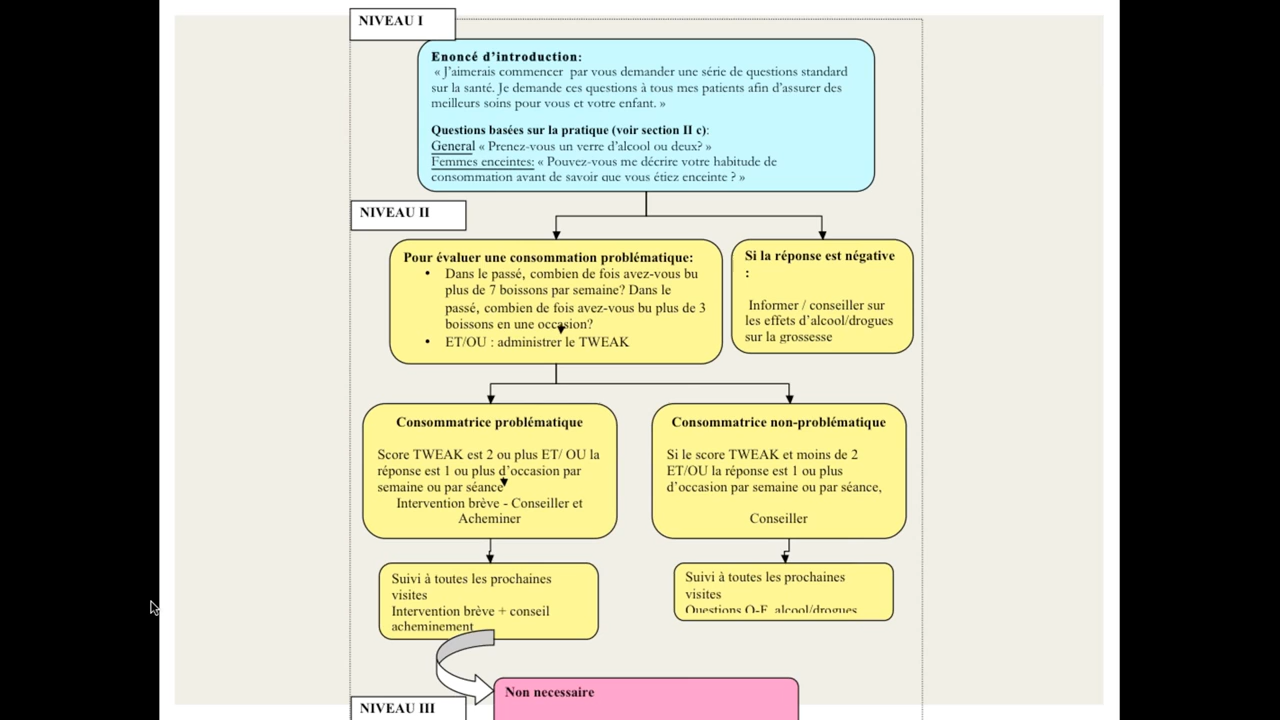 NIVEAU I
Enoncé d'introduction:
« J'aimerais commencer par vous demander une série de questions standard
sur la santé. Je demande ces questions à tous mes patients afin d'assurer des
meilleurs soins pour vous et votre enfant. »
Questions basées sur la pratique (voir section II c):
General « Prenez-vous un verre d'alcool ou deux? »
Femmes enceintes: « Pouvez-vous me décrire votre habitude de
consommation avant de savoir que vous étiez enceinte ? »
NIVEAU II
Pour évaluer une consommation problématique:
• Dans le passé, combien de fois avez-vous bu
plus de 7 boissons par semaine? Dans le
passé, combien de fois avez-vous bu plus de 3
boissons en une occasion?
• ET/OU : administrer le TWEAK
Si la réponse est négative
:
Informer / conseiller sur
les effets d'alcool/drogues
sur la grossesse
Consommatrice problématique
Score TWEAK est 2 ou plus ET/ OU la
réponse est 1 ou plus d'occasion par
semaine ou par séance
Intervention brève - Conseiller et
Acheminer
Consommatrice non-problématique
Si le score TWEAK et moins de 2
ET/OU la réponse est 1 ou plus
d'occasion par semaine ou par séance,
Conseiller
Suivi à toutes les prochaines
visites
Intervention brève + conseil
acheminement
Suivi à toutes les prochaines
visites
Questions Q-F alcool/drogues
Non necessaire
NIVEAU III